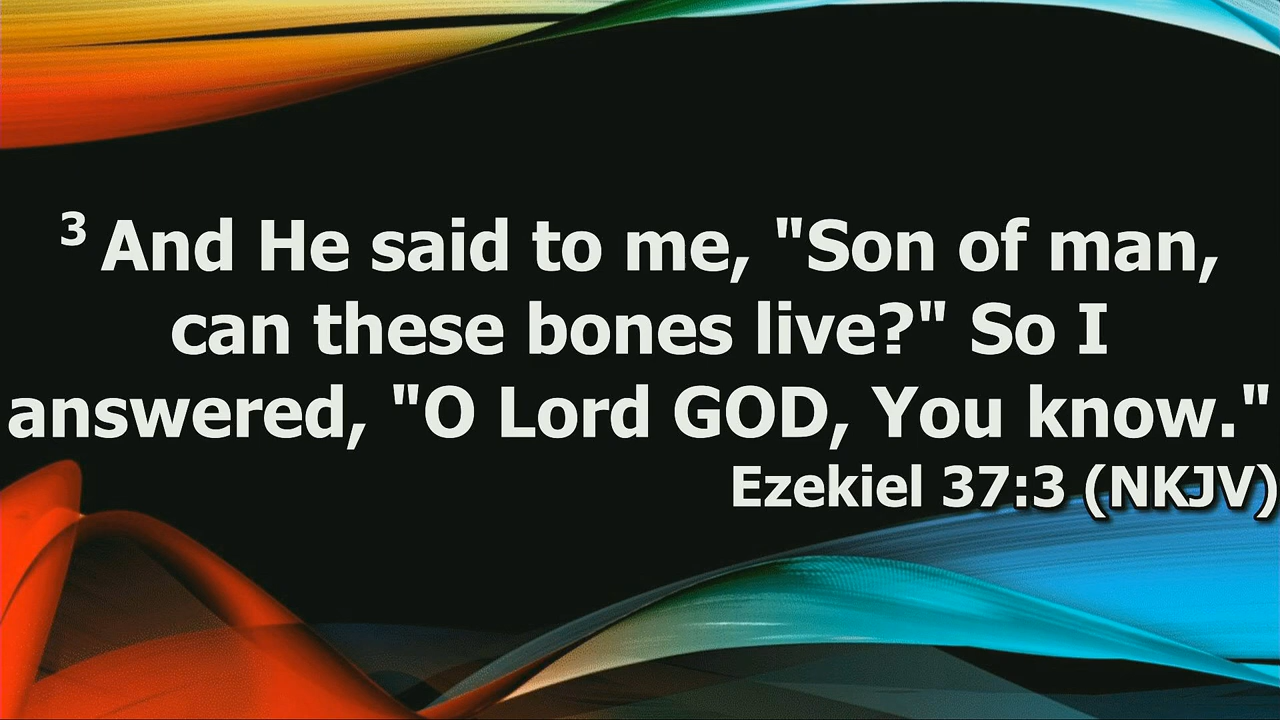 3 And He said to me, "Son of man,
can these bones live?" So I
answered, "O Lord GOD, You know."
Ezekiel 37:3 (NKJV)